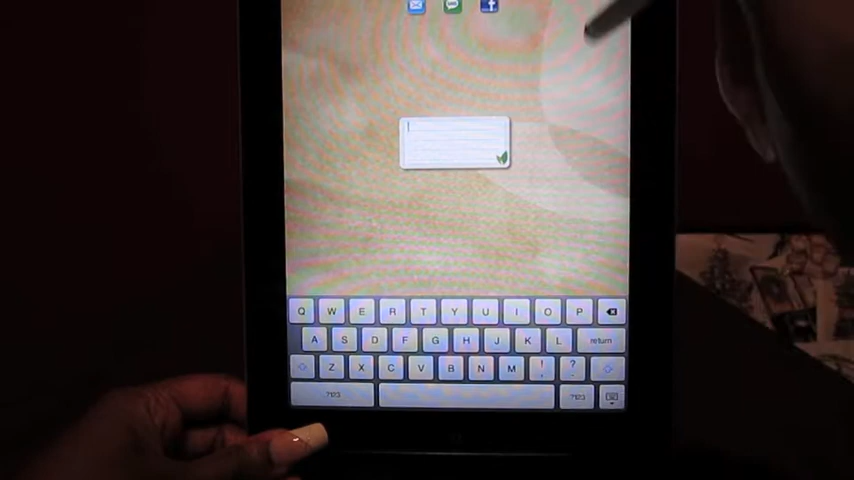 f
Q W E R T Y U I O P
A S D F G H J K L return
Z X C V B N M ! , ? .
.?123 .?123